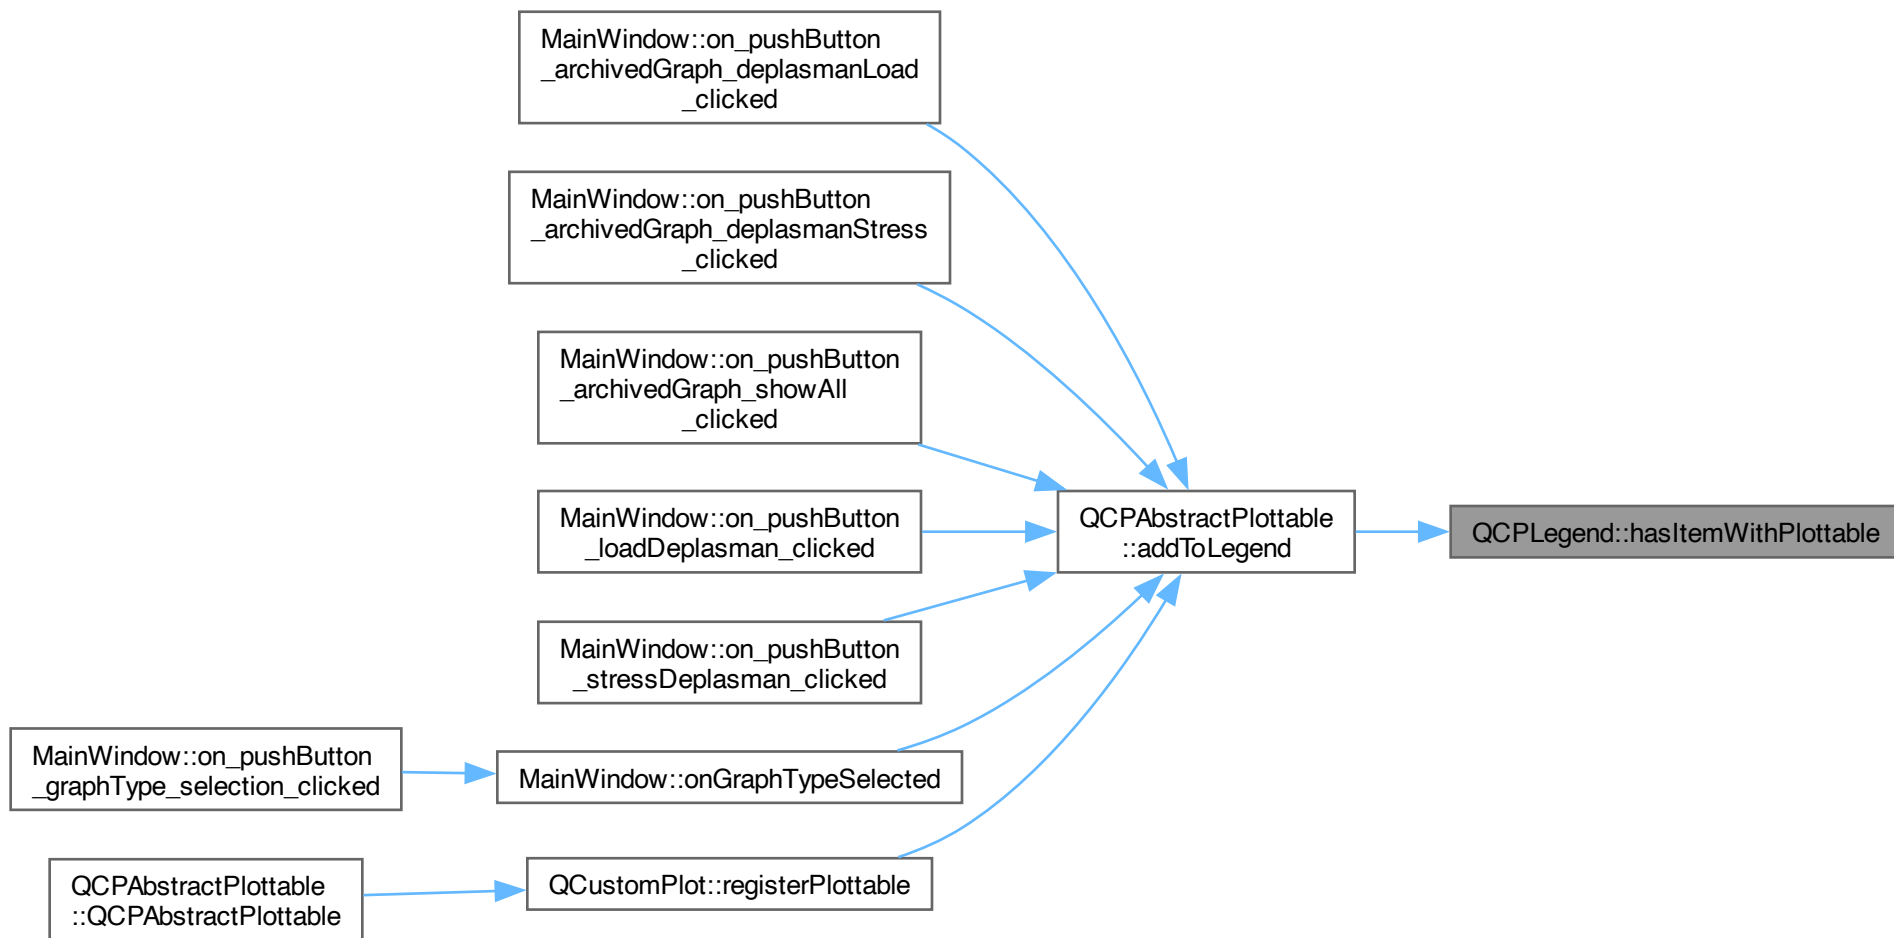 MainWindow::on_pushButton
_archivedGraph_deplasmanLoad
_clicked
MainWindow::on_pushButton
_archivedGraph_deplasmanStress
_clicked
MainWindow::on_pushButton
_archivedGraph_showAll
_clicked
MainWindow::on_pushButton
_loadDeplasman_clicked
QCPAbstractPlottable
::addToLegend
QCPLegend::hasItemWithPlottable
MainWindow::on_pushButton
_stressDeplasman_clicked
MainWindow::on_pushButton
_graphType_selection_clicked
MainWindow::onGraphTypeSelected
QCPAbstractPlottable
::QCPAbstractPlottable
QCustomPlot::registerPlottable